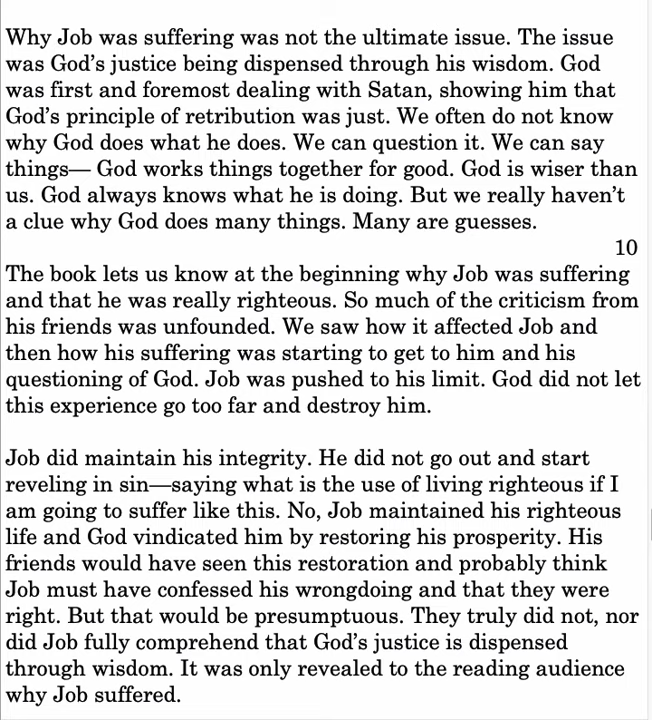 Why Job was suffering was not the ultimate issue. The issue
was God's justice being dispensed through his wisdom. God
was first and foremost dealing with Satan, showing him that
God's principle of retribution was just. We often do not know
why God does what he does. We can question it. We can say
things— God works things together for good. God is wiser than
us. God always knows what he is doing. But we really haven't
a clue why God does many things. Many are guesses.
10
The book lets us know at the beginning why Job was suffering
and that he was really righteous. So much of the criticism from
his friends was unfounded. We saw how it affected Job and
then how his suffering was starting to get to him and his
questioning of God. Job was pushed to his limit. God did not let
this experience go too far and destroy him.
Job did maintain his integrity. He did not go out and start
reveling in sin—saying what is the use of living righteous if I
am going to suffer like this. No, Job maintained his righteous
life and God vindicated him by restoring his prosperity. His
friends would have seen this restoration and probably think
Job must have confessed his wrongdoing and that they were
right. But that would be presumptuous. They truly did not, nor
did Job fully comprehend that God's justice is dispensed
through wisdom. It was only revealed to the reading audience
why Job suffered.